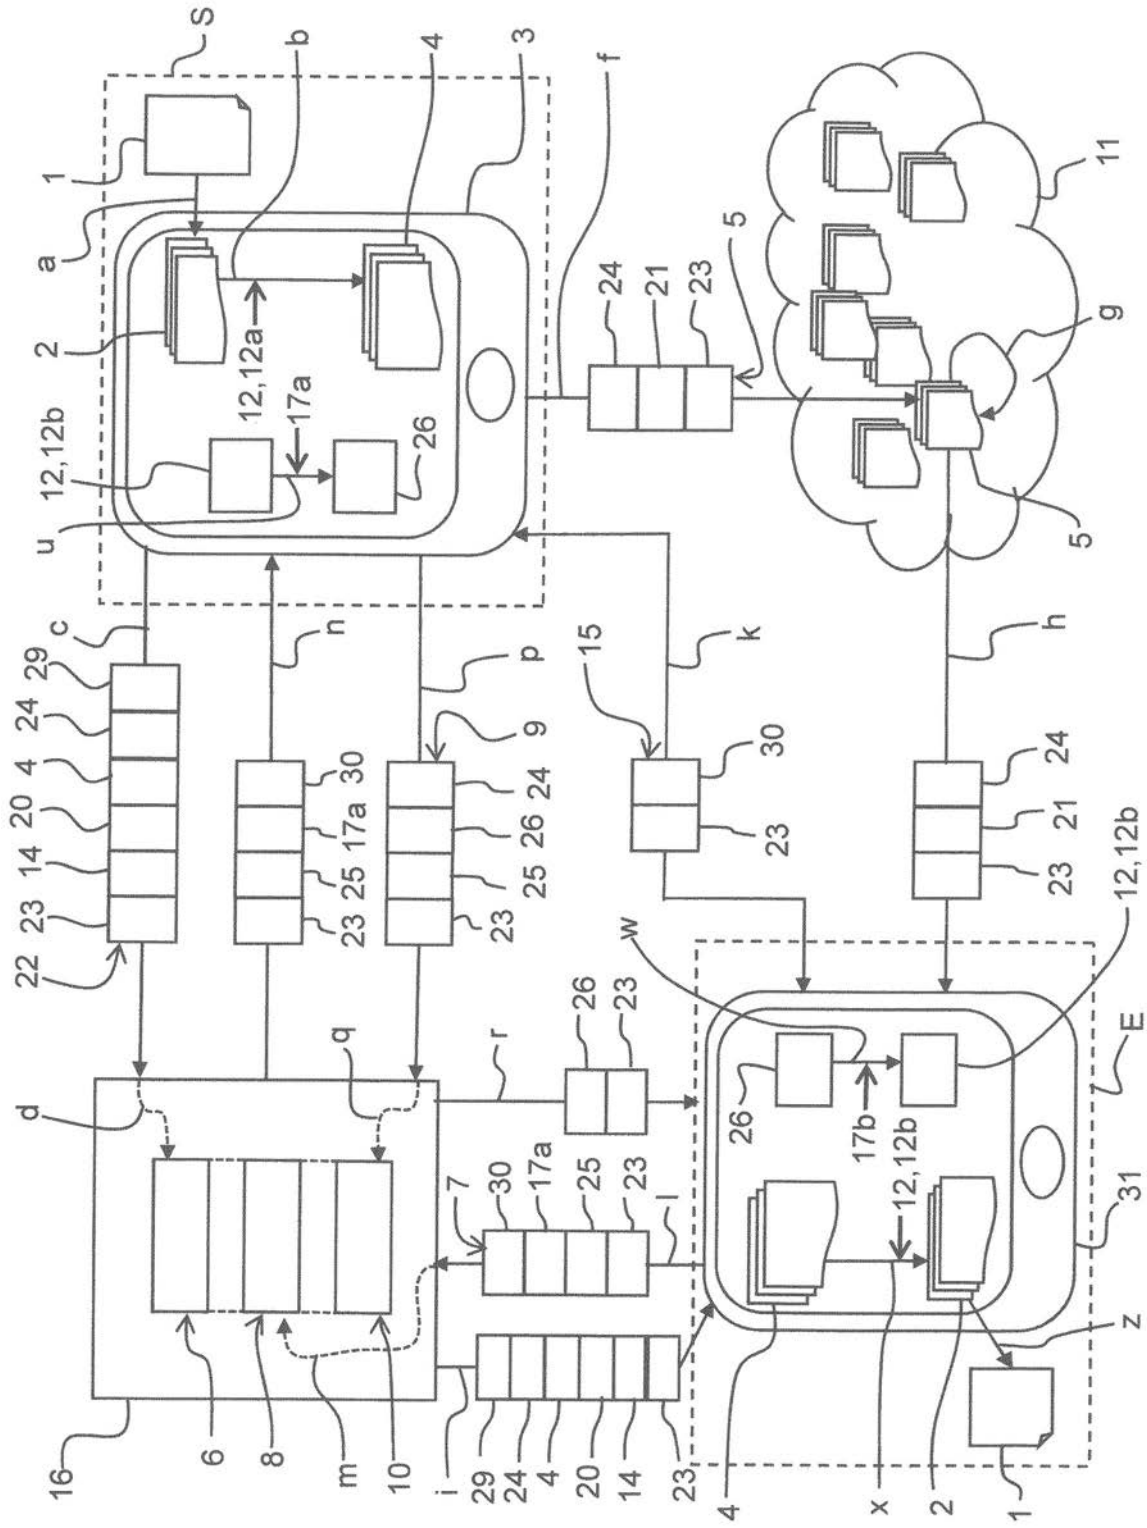 d
22 23 14 20 4 24 29
c u 12,12b 2 a 1
16
6 S
8 12,12a b
17a
m q 23 25 17a 30 n
10 26 4
i 7 r 23 25 26 24 9 p 3
29 30
24 17a
4 25 26 15
20 24 f
14 23 23 w 21
23 l 23
4 26 23 30 k 5
17b
x 12,12b
2
1 23 21 24 h 5
g 11
z 31 E 12,12b